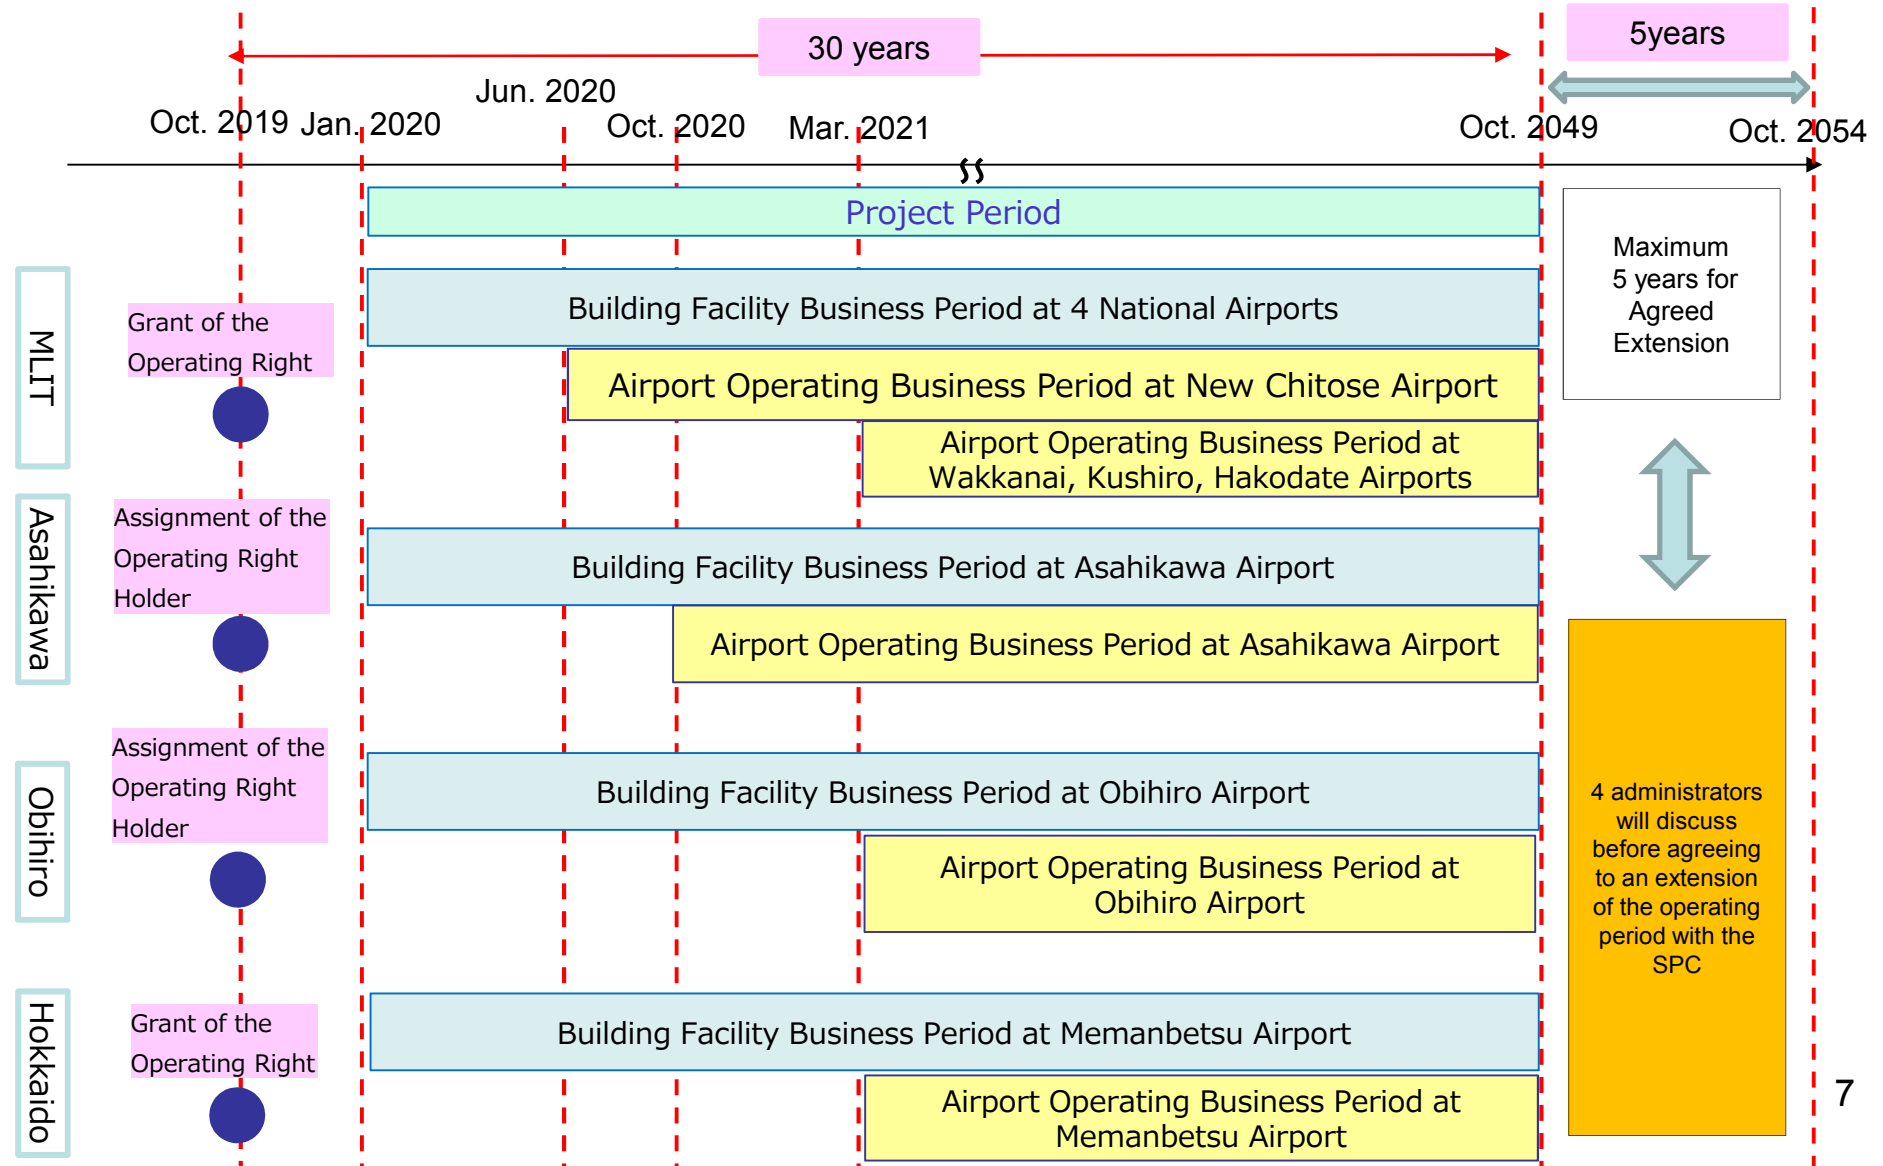 30 years
5years
Jun. 2020
Oct. 2019
Jan. 2020
Oct. 2020
Mar. 2021
Oct. 2049
Oct. 2054
Project Period
MLIT
Grant of the
Operating Right
Building Facility Business Period at 4 National Airports
Airport Operating Business Period at New Chitose Airport
Airport Operating Business Period at
Wakkanai, Kushiro, Hakodate Airports
Maximum
5 years for
Agreed
Extension
Asahikawa
Assignment of the
Operating Right
Holder
Building Facility Business Period at Asahikawa Airport
Airport Operating Business Period at Asahikawa Airport
Obihiro
Assignment of the
Operating Right
Holder
Building Facility Business Period at Obihiro Airport
Airport Operating Business Period at
Obihiro Airport
4 administrators
will discuss
before agreeing
to an extension
of the operating
period with the
SPC
Hokkaido
Grant of the
Operating Right
Building Facility Business Period at Memanbetsu Airport
Airport Operating Business Period at
Memanbetsu Airport
7